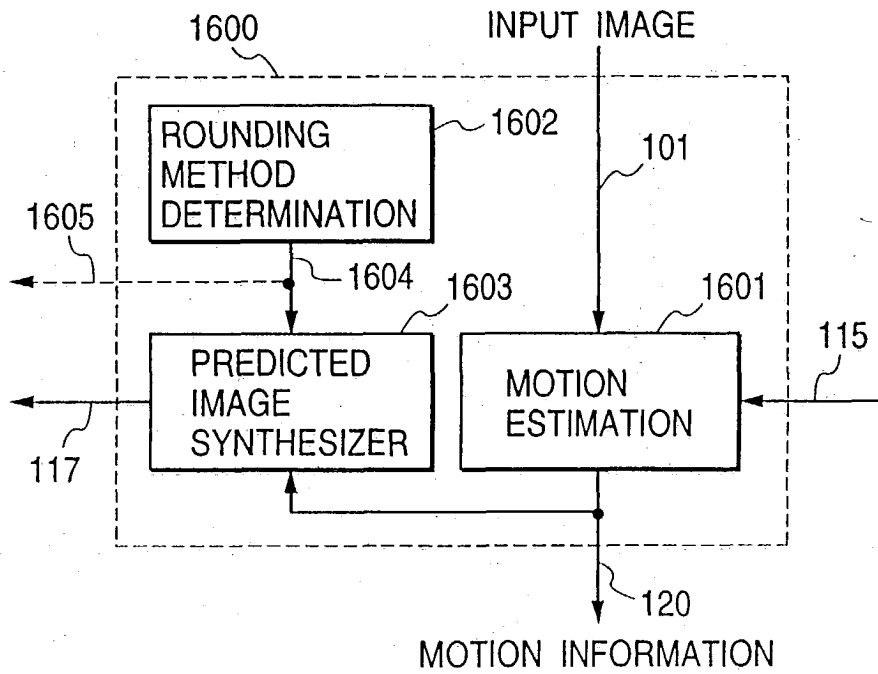 INPUT IMAGE
1600
ROUNDING
METHOD
DETERMINATION
1602
101
1605
1604
1603
1601
115
PREDICTED
IMAGE
SYNTHESIZER
MOTION
ESTIMATION
117
120
MOTION INFORMATION